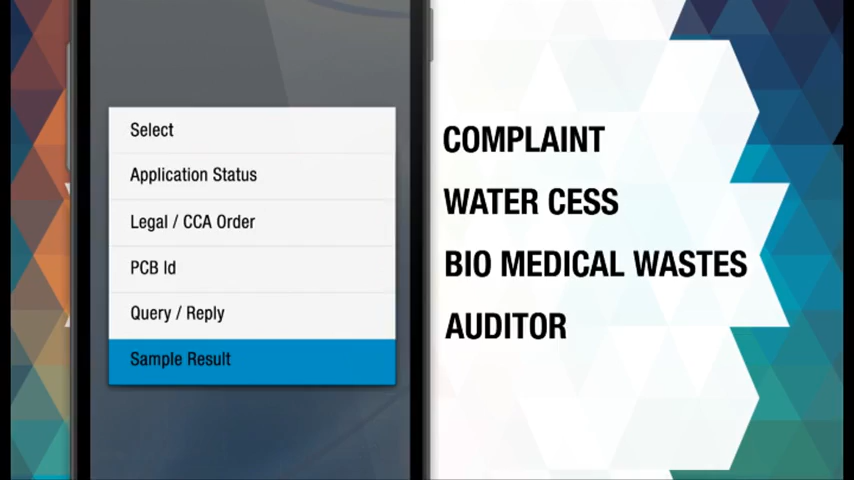 Select
Application Status
Legal / CCA Order
PCB Id
Query / Reply
Sample Result
COMPLAINT
WATER CESS
BIO MEDICAL WASTES
AUDITOR